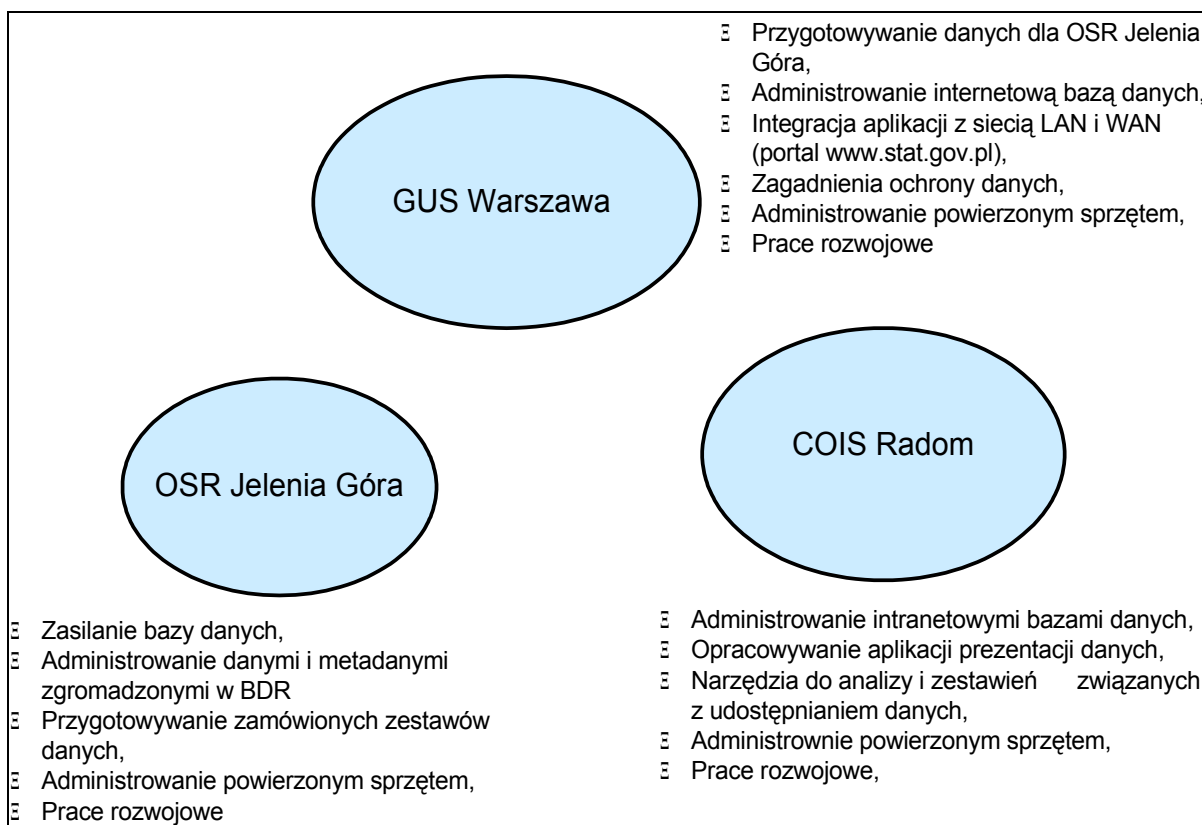 Ξ Przygotowywanie danych dla OSR Jelenia
Góra,
Ξ Administrowanie internetową bazą danych,
Ξ Integracja aplikacji z siecią LAN i WAN
(portal www.stat.gov.pl),
Ξ Zagadnienia ochrony danych,
Ξ Administrowanie powierzonym sprzętem,
Ξ Prace rozwojowe
GUS Warszawa
OSR Jelenia Góra
COIS Radom
Ξ Zasilanie bazy danych,
Ξ Administrowanie danymi i metadanymi
zgromadzonymi w BDR
Ξ Przygotowywanie zamówionych zestawów
danych,
Ξ Administrowanie powierzonym sprzętem,
Ξ Prace rozwojowe
Ξ Administrowanie intranetowymi bazami danych,
Ξ Opracowywanie aplikacji prezentacji danych,
Ξ Narzędzia do analizy i zestawień związanych
z udostępnianiem danych,
Ξ Administrownie powierzonym sprzętem,
Ξ Prace rozwojowe,